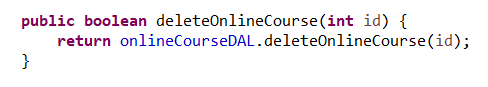 public boolean deleteOnlineCourse(int id) {
    return onlineCourseDAL.deleteOnlineCourse(id);
}